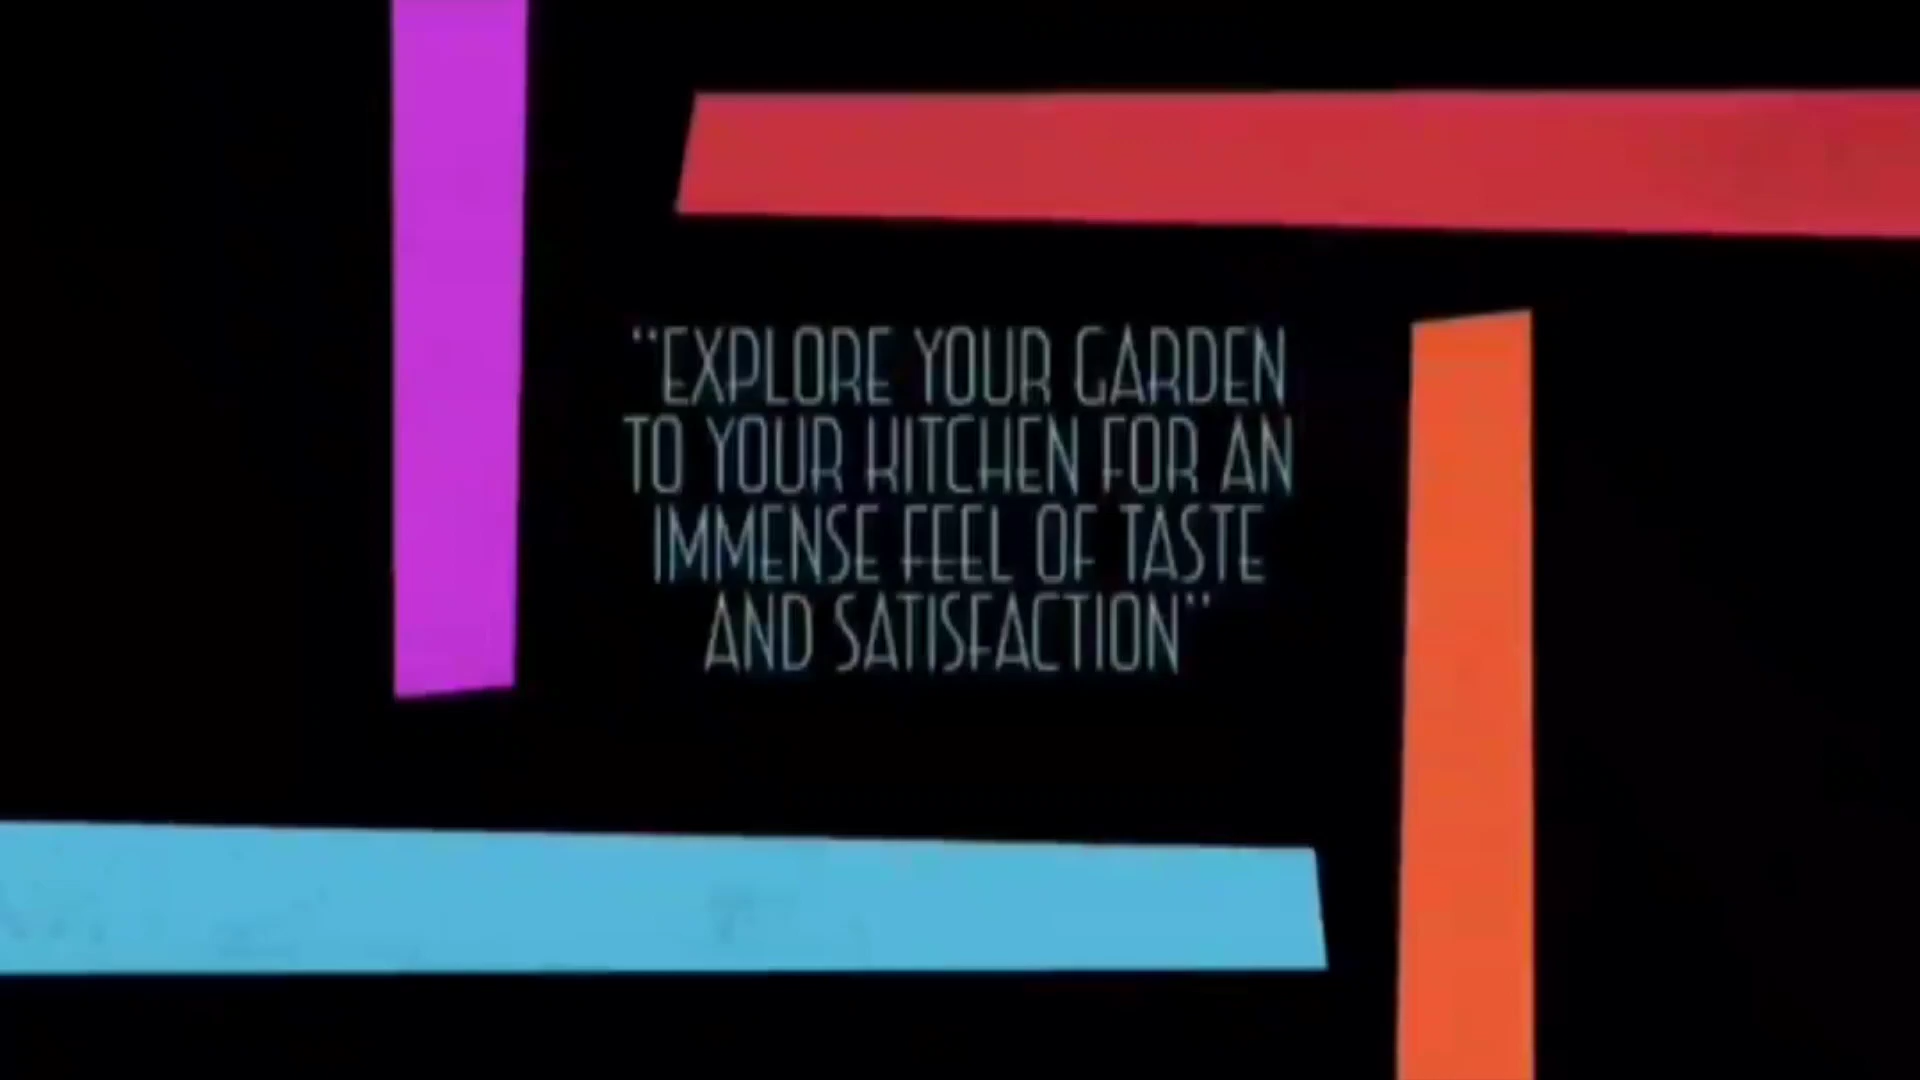 "EXPLORE YOUR GARDEN
TO YOUR KITCHEN FOR AN
IMMENSE FEEL OF TASTE
AND SATISFACTION"